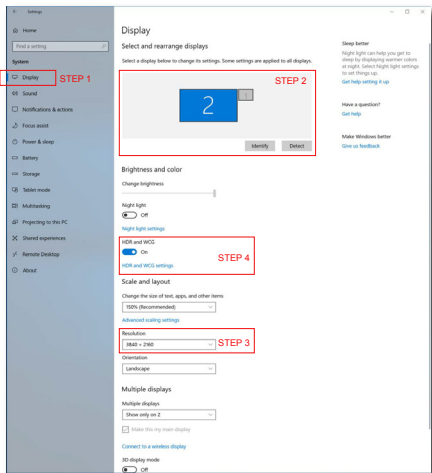 Settings
Home
Find a setting
System
Display
STEP 1
Sound
Notifications & actions
Focus assist
Power & sleep
Battery
Storage
Tablet mode
Multitasking
Projecting to this PC
Shared experiences
Remote Desktop
About
Display
Select and rearrange displays
Select a display below to change its settings. Some settings are applied to all displays.
STEP 2
2
1
Identify
Detect
Brightness and color
Change brightness
Night light
Off
Night light settings
HDR and WCG
On
STEP 4
HDR and WCG settings
Scale and layout
Change the size of text, apps, and other items
150% (Recommended)
Advanced scaling settings
Resolution
3840 × 2160
STEP 3
Orientation
Landscape
Multiple displays
Multiple displays
Show only on 2
Make this my main display
Connect to a wireless display
3D display mode
Off
Sleep better
Night light can help you get to
sleep by displaying warmer colors
at night. Select Night light settings
to set things up.
Get help setting it up
Have a question?
Get help
Make Windows better
Give us feedback